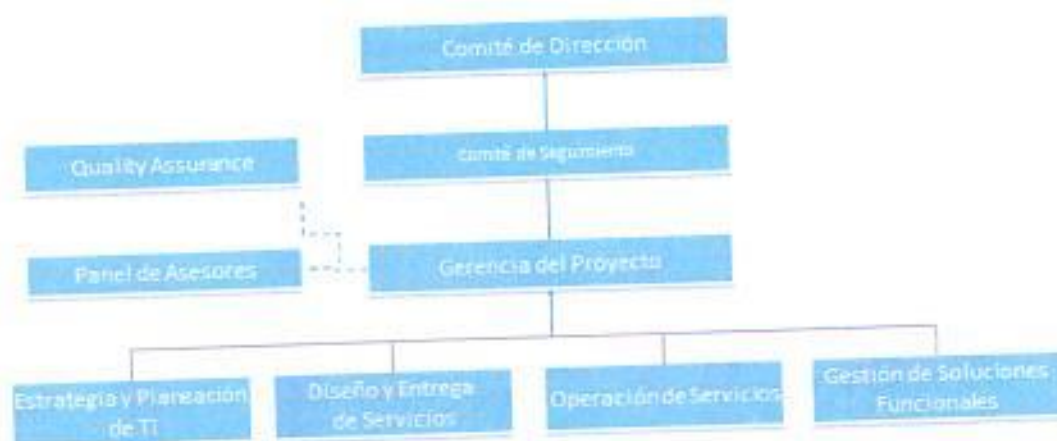 Comité de Dirección
Comité de Seguimiento
Quality Assurance
Panel de Asesores
Gerencia del Proyecto
Estrategia y Planeación
de TI
Diseño y Entrega
de Servicios
Operación de Servicios
Gestión de Soluciones
Funcionales